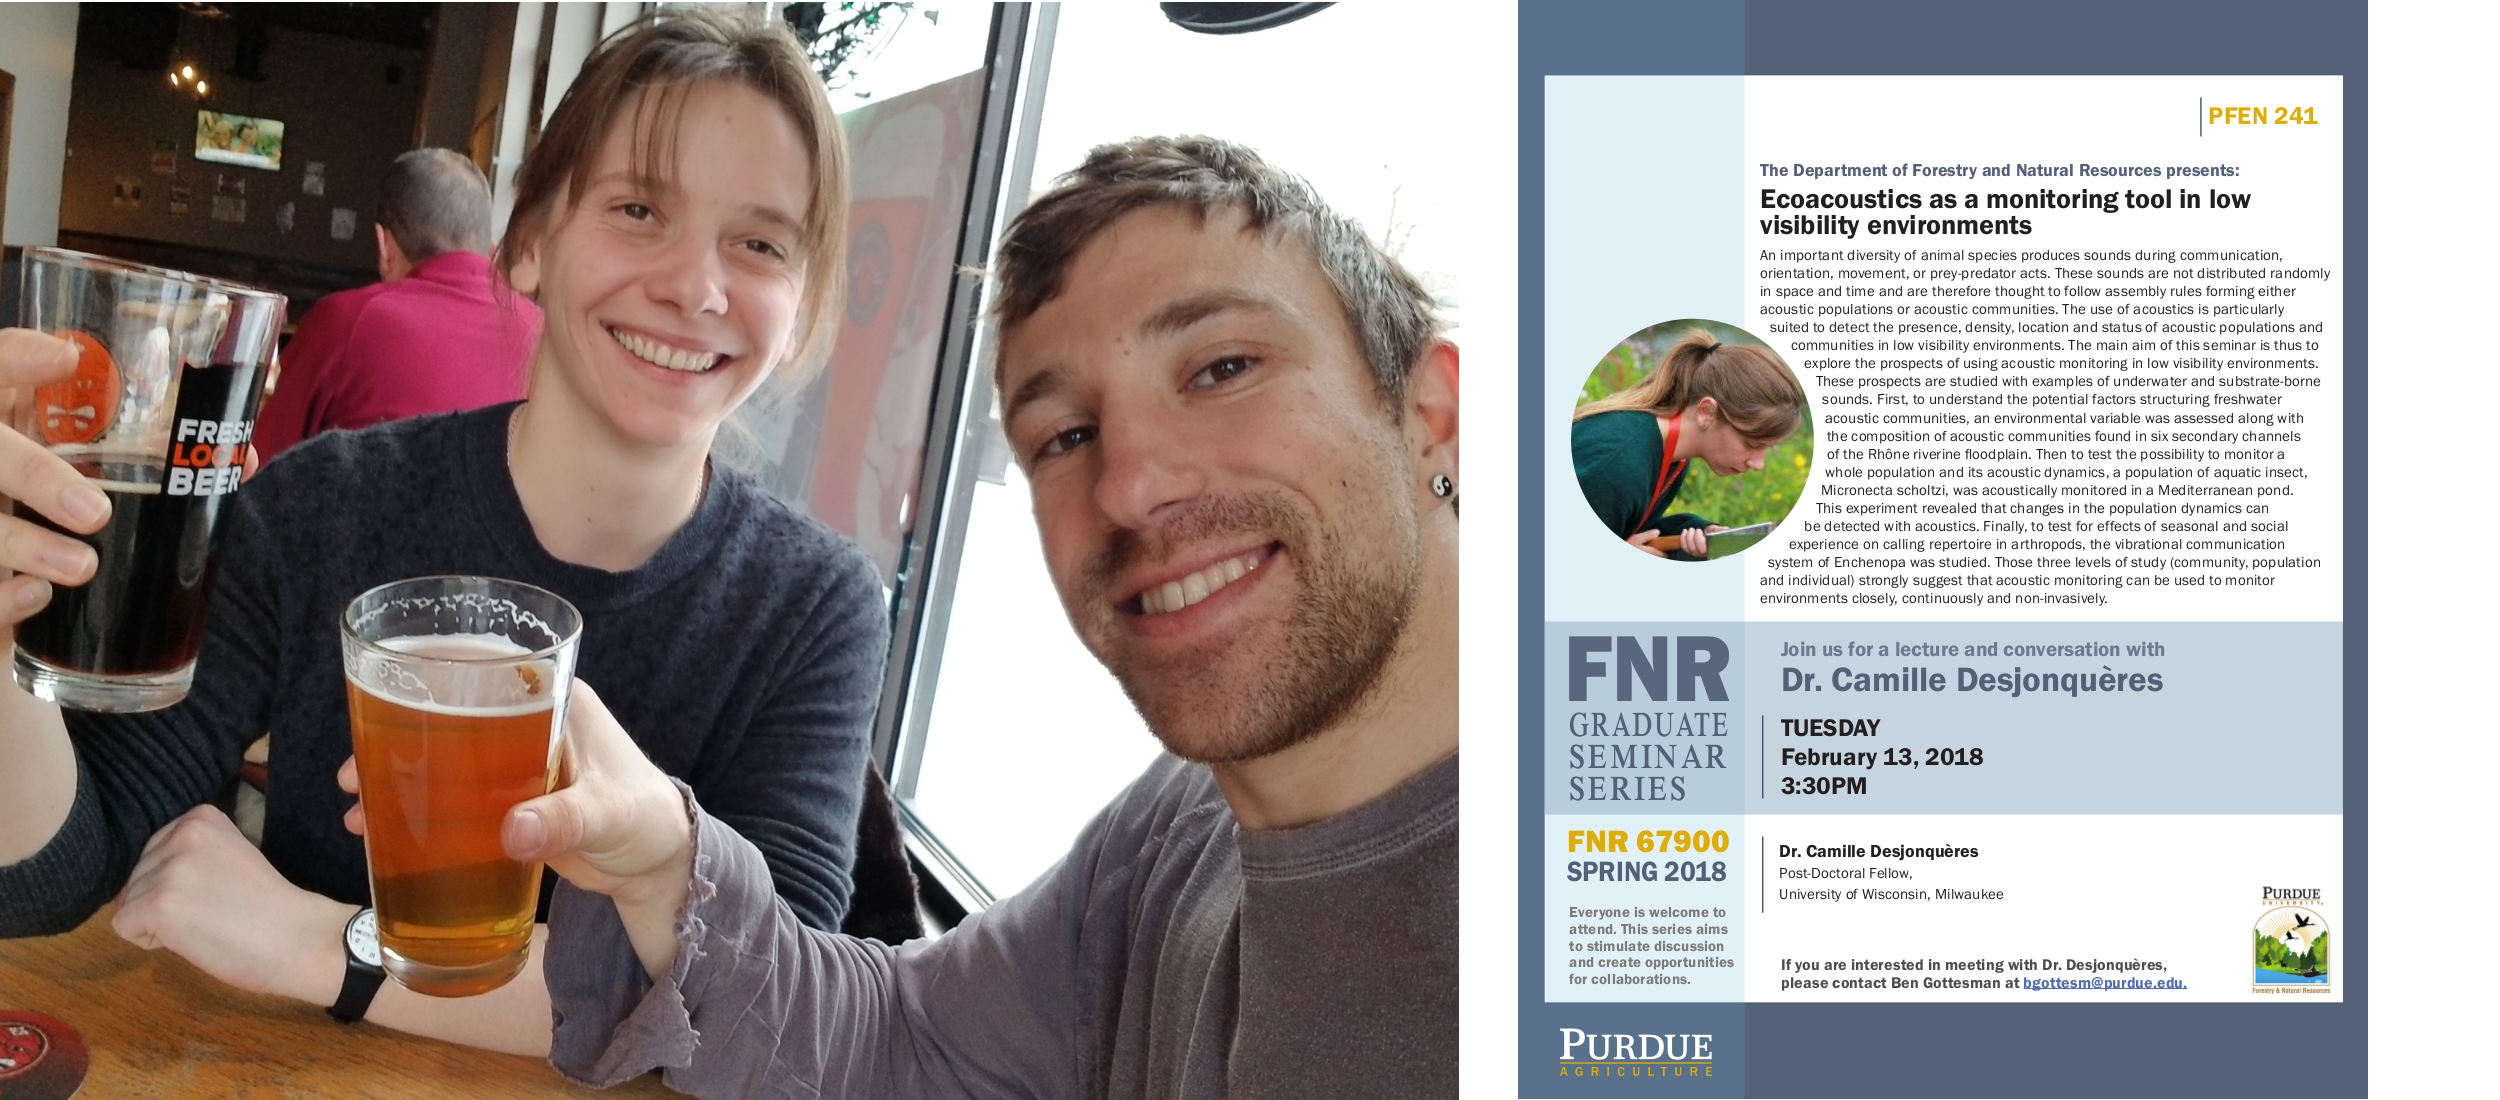 FRESH
LOCAL
BEER
PFEN 241
The Department of Forestry and Natural Resources presents:
Ecoacoustics as a monitoring tool in low
visibility environments
An important diversity of animal species produces sounds during communication,
orientation, movement, or prey-predator acts. These sounds are not distributed randomly
in space and time and are therefore thought to follow assembly rules forming either
acoustic populations or acoustic communities. The use of acoustics is particularly
suited to detect the presence, density, location and status of acoustic populations and
communities in low visibility environments. The main aim of this seminar is thus to
explore the prospects of using acoustic monitoring in low visibility environments.
These prospects are studied with examples of underwater and substrate-borne
sounds. First, to understand the potential factors structuring freshwater
acoustic communities, an environmental variable was assessed along with
the composition of acoustic communities found in six secondary channels
of the Rhône riverine floodplain. Then to test the possibility to monitor a
whole population and its acoustic dynamics, a population of aquatic insect,
Micronecta scholtzi, was acoustically monitored in a Mediterranean pond.
This experiment revealed that changes in the population dynamics can
be detected with acoustics. Finally, to test for effects of seasonal and social
experience on calling repertoire in arthropods, the vibrational communication
system of Enchenopa was studied. Those three levels of study (community, population
and individual) strongly suggest that acoustic monitoring can be used to monitor
environments closely, continuously and non-invasively.
FNR
GRADUATE
SEMINAR
SERIES
Join us for a lecture and conversation with
Dr. Camille Desjonquères
TUESDAY
February 13, 2018
3:30PM
FNR 67900
SPRING 2018
Everyone is welcome to
attend. This series aims
to stimulate discussion
and create opportunities
for collaborations.
Dr. Camille Desjonquères
Post-Doctoral Fellow,
University of Wisconsin, Milwaukee
If you are interested in meeting with Dr. Desjonquères,
please contact Ben Gottesman at bgottesm@purdue.edu.
PURDUE
UNIVERSITY
Forestry & Natural Resources
PURDUE
AGRICULTURE